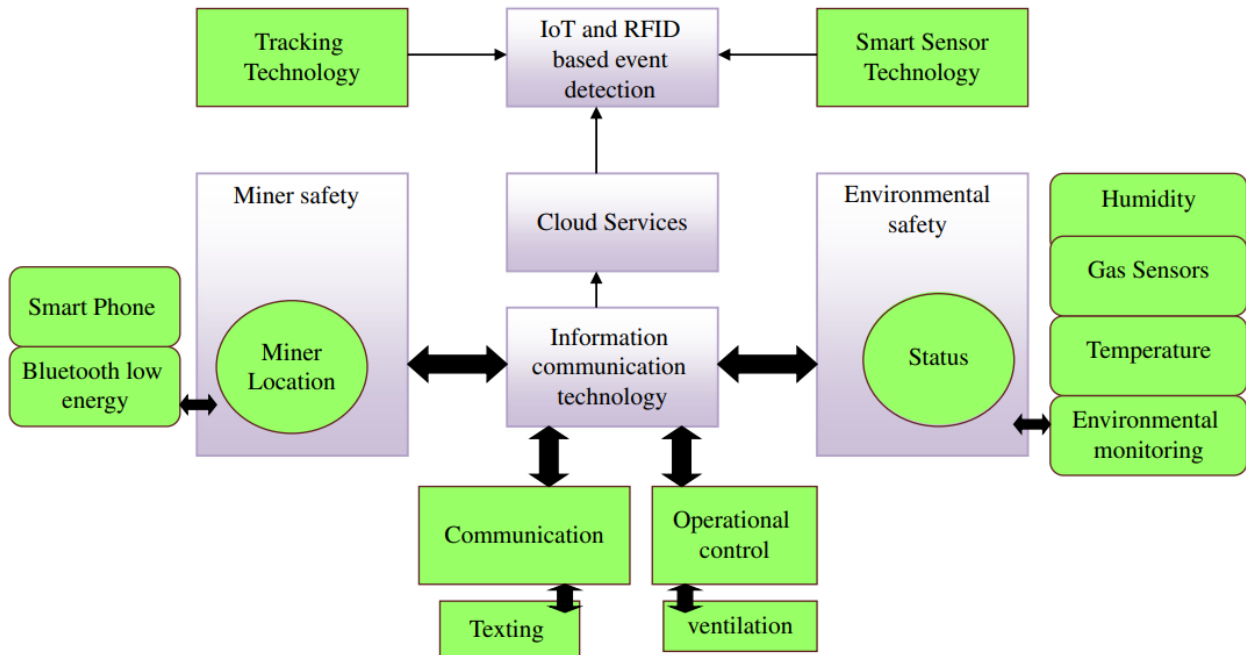 Tracking
Technology
IoT and RFID
based event
detection
Smart Sensor
Technology
Miner safety
Cloud Services
Environmental
safety
Humidity
Gas Sensors
Smart Phone
Bluetooth low
energy
Miner
Location
Information
communication
technology
Status
Temperature
Environmental
monitoring
Communication
Operational
control
Texting
ventilation